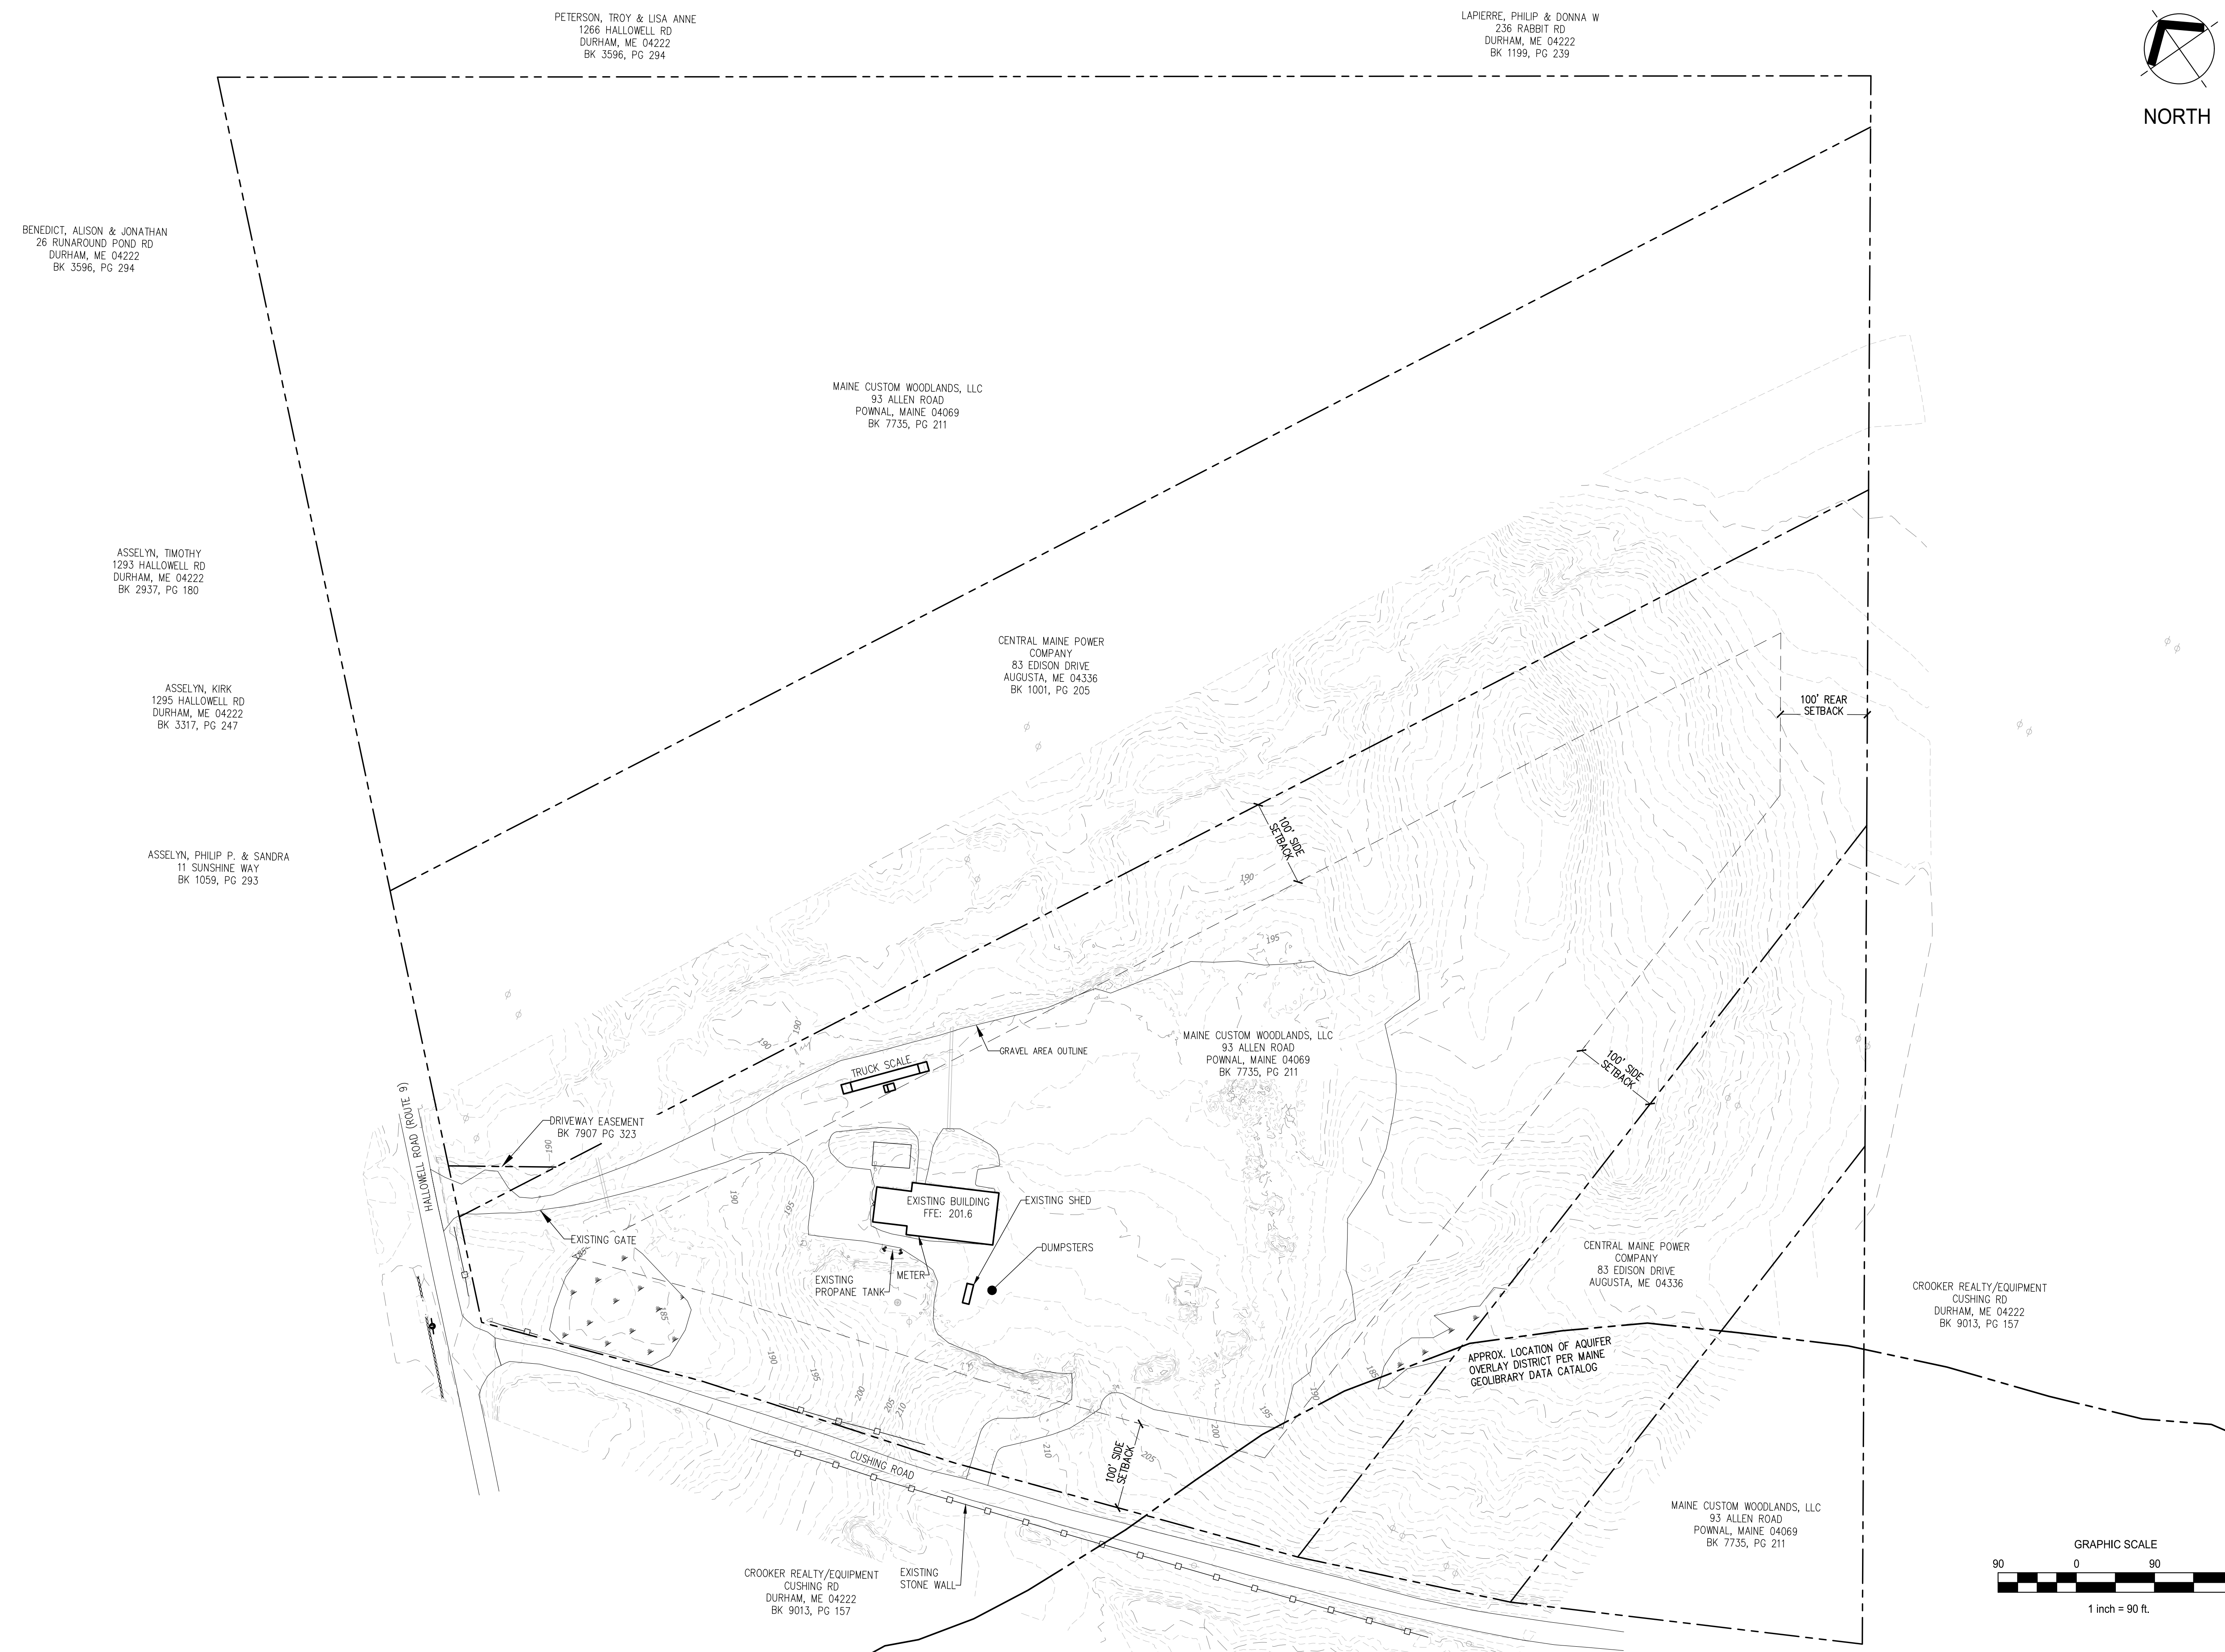 PETERSON, TROY & LISA ANNE
1266 HALLOWELL RD
DURHAM, ME 04222
BK 3596, PG 294
LAPIERRE, PHILIP & DONNA W
236 RABBIT RD
DURHAM, ME 04222
BK 1199, PG 239
NORTH
BENEDICT, ALISON & JONATHAN
26 RUNAROUND POND RD
DURHAM, ME 04222
BK 3596, PG 294
MAINE CUSTOM WOODLANDS, LLC
93 ALLEN ROAD
POWNAL, MAINE 04069
BK 7735, PG 211
ASSELYN, TIMOTHY
1293 HALLOWELL RD
DURHAM, ME 04222
BK 2937, PG 180
CENTRAL MAINE POWER
COMPANY
83 EDISON DRIVE
AUGUSTA, ME 04336
BK 1001, PG 205
ASSELYN, KIRK
1295 HALLOWELL RD
DURHAM, ME 04222
BK 3317, PG 247
100' REAR
SETBACK
100' SIDE
SETBACK
ASSELYN, PHILIP P. & SANDRA
11 SUNSHINE WAY
BK 1059, PG 293
190
195
190
190
MAINE CUSTOM WOODLANDS, LLC
93 ALLEN ROAD
POWNAL, MAINE 04069
BK 7735, PG 211
GRAVEL AREA OUTLINE
TRUCK SCALE
100' SIDE
SETBACK
HALLOWELL ROAD (ROUTE 9)
DRIVEWAY EASEMENT
BK 7907 PG 323
190
190
195
EXISTING BUILDING
FFE: 201.6
EXISTING SHED
EXISTING GATE
185
DUMPSTERS
METER
EXISTING
PROPANE TANK
185
CENTRAL MAINE POWER
COMPANY
83 EDISON DRIVE
AUGUSTA, ME 04336
CROOKER REALTY/EQUIPMENT
CUSHING RD
DURHAM, ME 04222
BK 9013, PG 157
APPROX. LOCATION OF AQUIFER
OVERLAY DISTRICT PER MAINE
GEOLIBRARY DATA CATALOG
190
195
200
205
210
185
190
195
200
205
210
100' SIDE
SETBACK
CUSHING ROAD
MAINE CUSTOM WOODLANDS, LLC
93 ALLEN ROAD
POWNAL, MAINE 04069
BK 7735, PG 211
CROOKER REALTY/EQUIPMENT
CUSHING RD
DURHAM, ME 04222
BK 9013, PG 157
EXISTING
STONE WALL
GRAPHIC SCALE
90 0 90
1 inch = 90 ft.